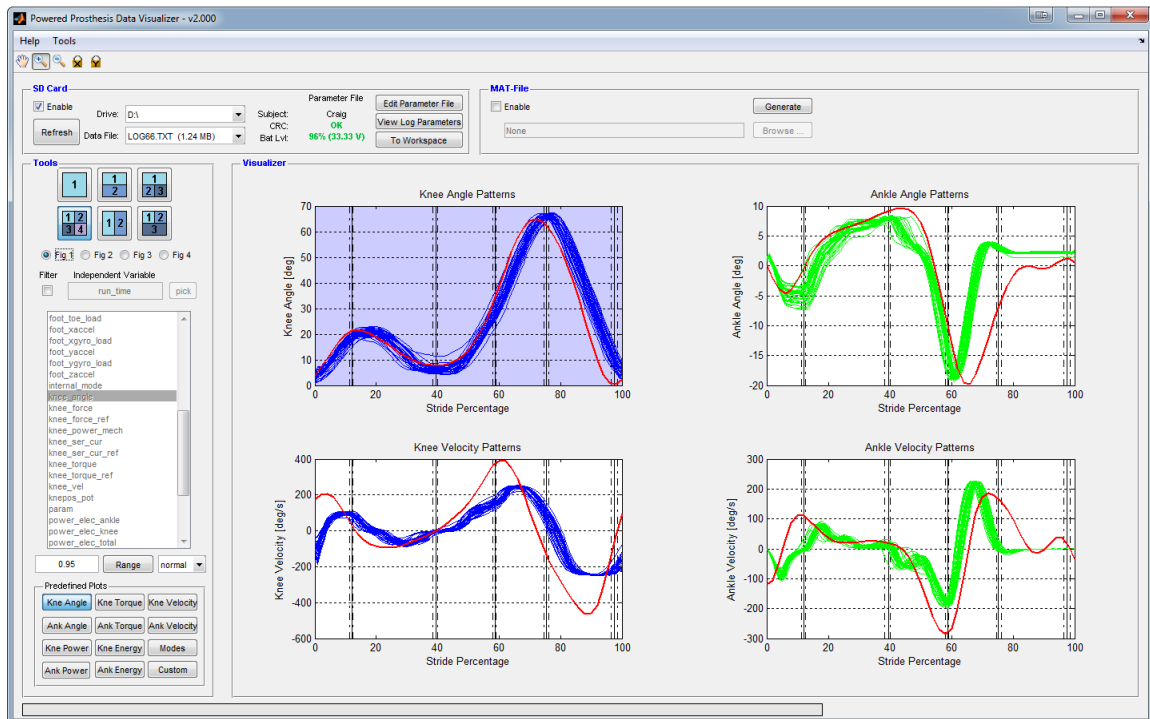 Powered Prosthesis Data Visualizer - v2.000
Help Tools
SD Card
Enable
Drive: D:\
Refresh
Data File: LOG66.TXT (1.24 MB)
Parameter File
Subject: Craig
CRC: OK
Bat Lvl: 96% (33.33 V)
Edit Parameter File
View Log Parameters
To Workspace
MAT-File
Enable
Generate
None
Browse ...
Tools
1
1 2
1 2 3
1 2 3 4
1 2
1 2 3
Fig 1 Fig 2 Fig 3 Fig 4
Filter Independent Variable
run_time pick
foot_toe_load
foot_xaccel
foot_xgyro_load
foot_yaccel
foot_ygyro_load
foot_zaccel
internal_mode
knee_angle
knee_force
knee_force_ref
knee_power_mech
knee_ser_cur
knee_ser_cur_ref
knee_torque
knee_torque_ref
knee_vel
knepos_pot
param
power_elec_ankle
power_elec_knee
power_elec_total
0.95 Range normal
Predefined Plots
Kne Angle Kne Torque Kne Velocity
Ank Angle Ank Torque Ank Velocity
Kne Power Kne Energy Modes
Ank Power Ank Energy Custom
Visualizer
Knee Angle Patterns
Knee Angle [deg]
70
60
50
40
30
20
10
0
0 20 40 60 80 100
Stride Percentage
Ankle Angle Patterns
Ankle Angle [deg]
10
5
0
-5
-10
-15
-20
0 20 40 60 80 100
Stride Percentage
Knee Velocity Patterns
Knee Velocity [deg/s]
400
200
0
-200
-400
-600
0 20 40 60 80 100
Stride Percentage
Ankle Velocity Patterns
Ankle Velocity [deg/s]
300
200
100
0
-100
-200
-300
0 20 40 60 80 100
Stride Percentage